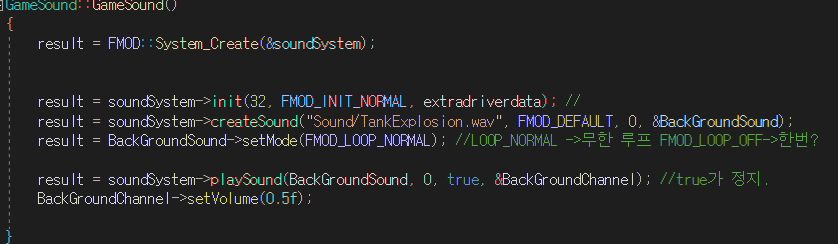 GameSound::GameSound()
{
result = FMOD::System_Create(&soundSystem);
result = soundSystem->init(32, FMOD_INIT_NORMAL, extradriverdata); //
result = soundSystem->createSound("Sound/TankExplosion.wav", FMOD_DEFAULT, 0, &BackGroundSound);
result = BackGroundSound->setMode(FMOD_LOOP_NORMAL); //LOOP_NORMAL ->무한 루프 FMOD_LOOP_OFF->한번?
result = soundSystem->playSound(BackGroundSound, 0, true, &BackGroundChannel); //true가 정지.
BackGroundChannel->setVolume(0.5f);
}